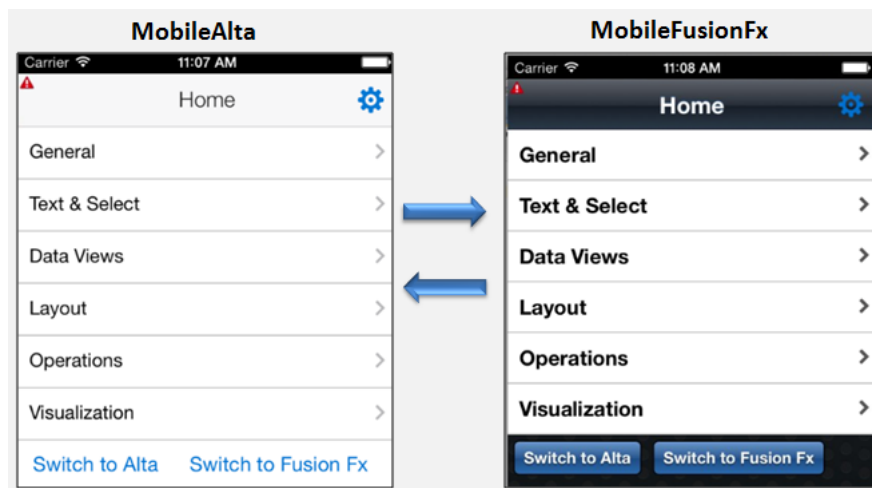 MobileAlta
Carrier 11:07 AM
Home
General
Text & Select
Data Views
Layout
Operations
Visualization
Switch to Alta Switch to Fusion Fx
MobileFusionFx
Carrier 11:08 AM
Home
General
Text & Select
Data Views
Layout
Operations
Visualization
Switch to Alta Switch to Fusion Fx